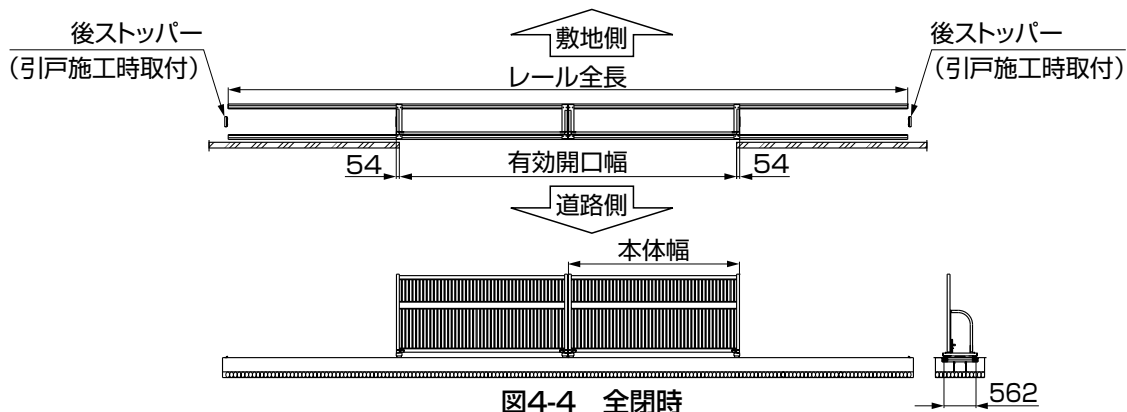 敷地側
後ストッパー
(引戸施工時取付)
後ストッパー
(引戸施工時取付)
レール全長
54
有効開口幅
54
道路側
本体幅
562
図4-4 全閉時